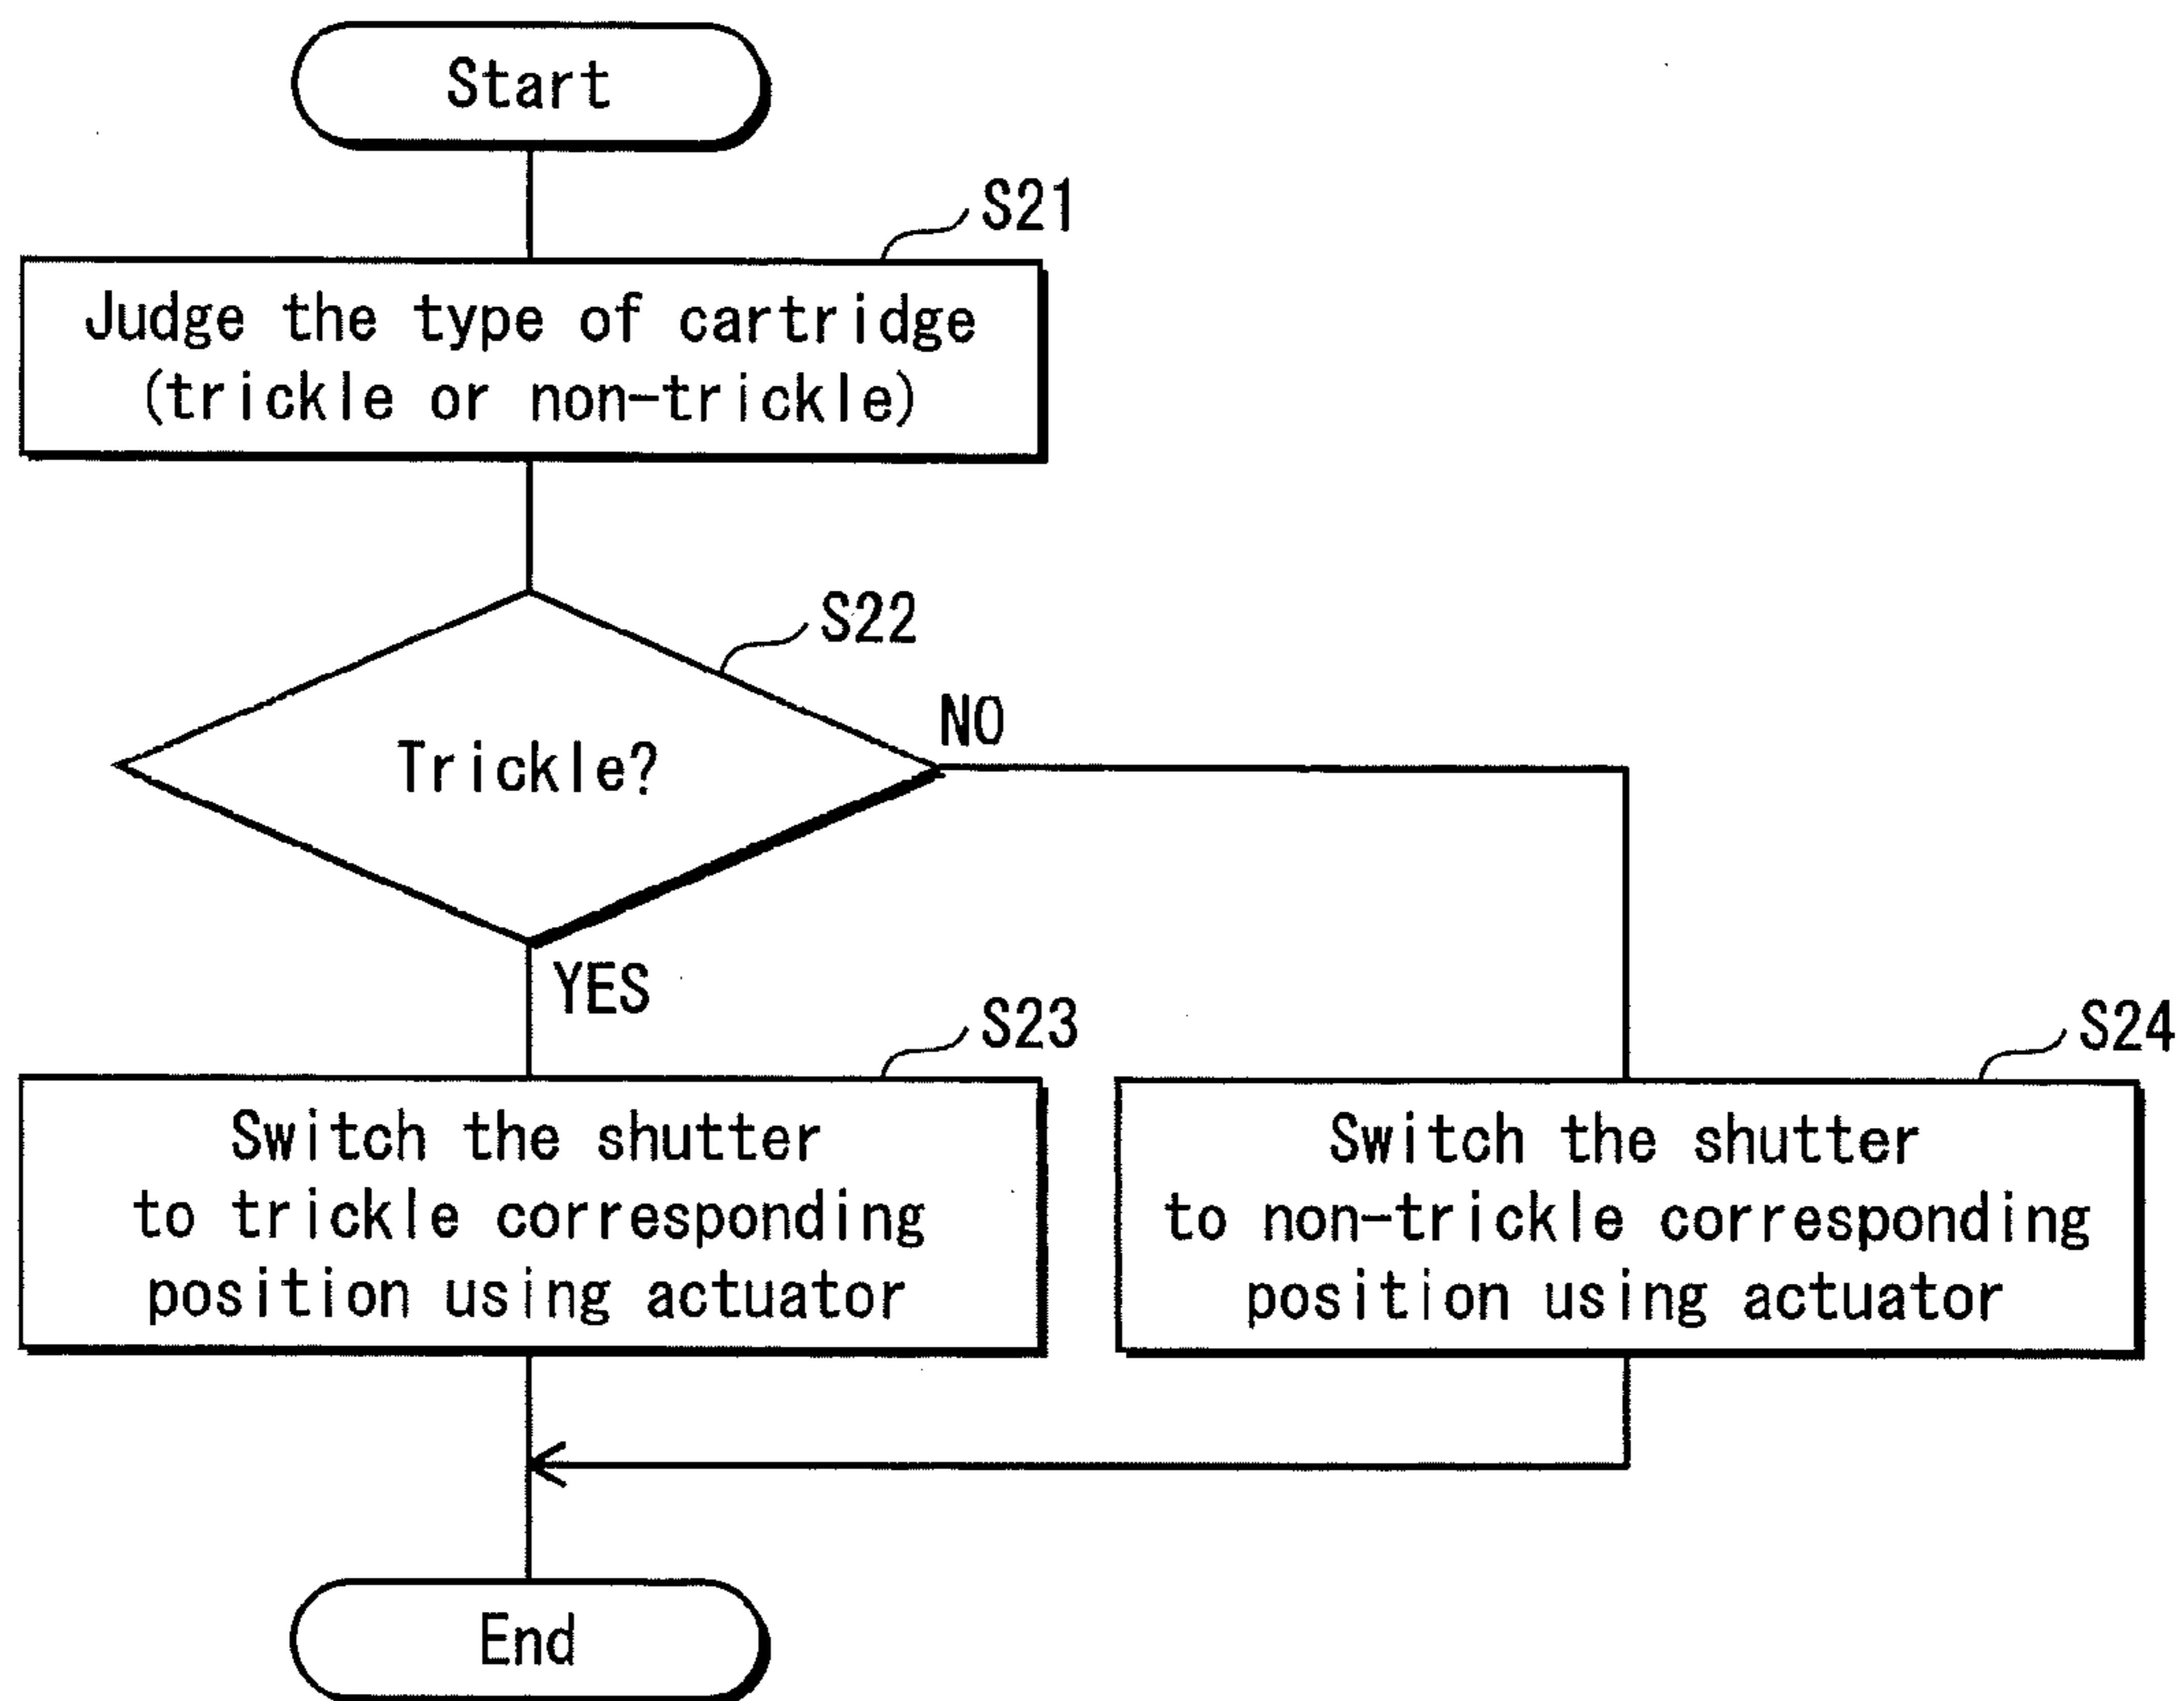 Start
S21
Judge the type of cartridge
(trickle or non-trickle)
S22
Trickle?
NO
YES
S23
Switch the shutter
to trickle corresponding
position using actuator
S24
Switch the shutter
to non-trickle corresponding
position using actuator
End